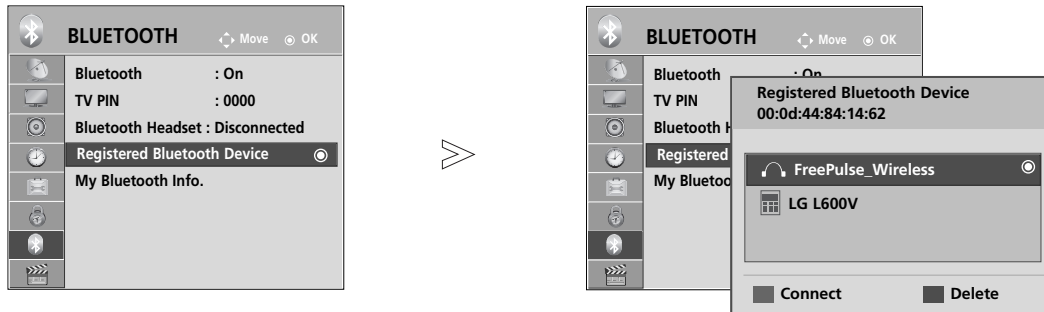 BLUETOOTH Move OK
Bluetooth : On
TV PIN : 0000
Bluetooth Headset : Disconnected
Registered Bluetooth Device
My Bluetooth Info.
BLUETOOTH Move OK
Bluetooth : On
TV PIN
Bluetooth H
Registered
My Bluetoo
Registered Bluetooth Device
00:0d:44:84:14:62
FreePulse_Wireless
LG L600V
Connect Delete